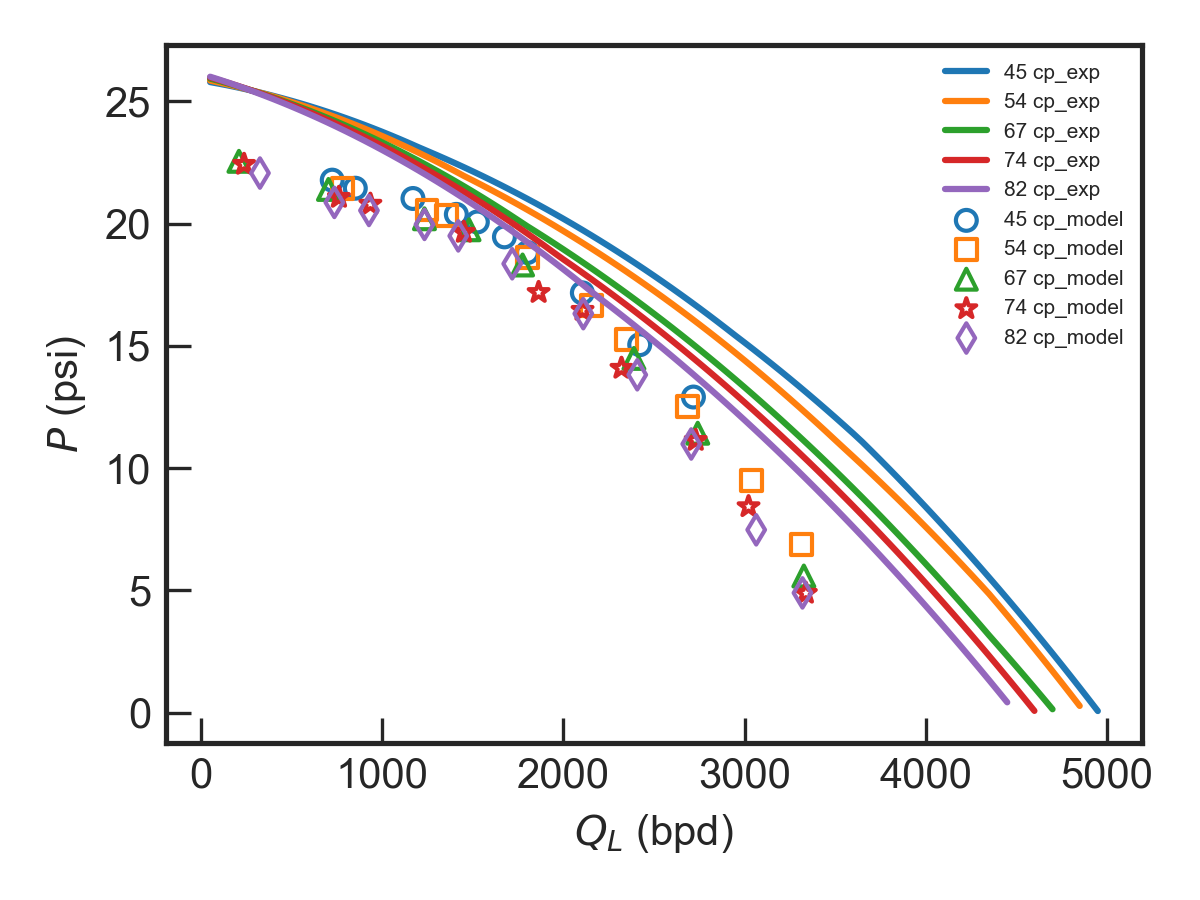 25
20
15
10
5
0
P (psi)
0 1000 2000 3000 4000 5000
Q_L (bpd)
45 cp_exp
54 cp_exp
67 cp_exp
74 cp_exp
82 cp_exp
45 cp_model
54 cp_model
67 cp_model
74 cp_model
82 cp_model